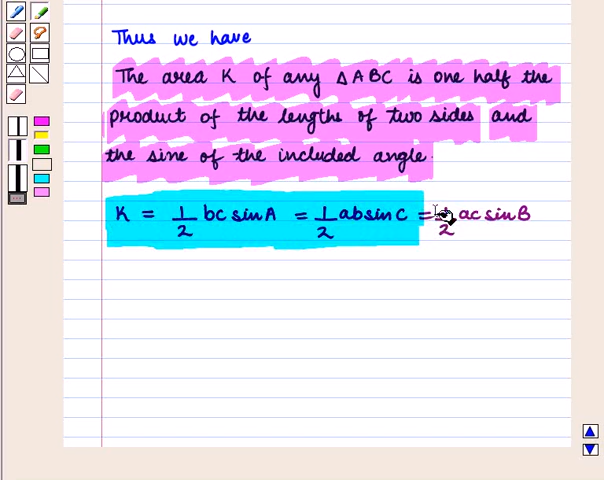 Thus we have
The area K of any △ABC is one half the
product of the lengths of two sides and
the sine of the included angle.
K = 1/2 bc sin A = 1/2 ab sin C = 1/2 ac sin B